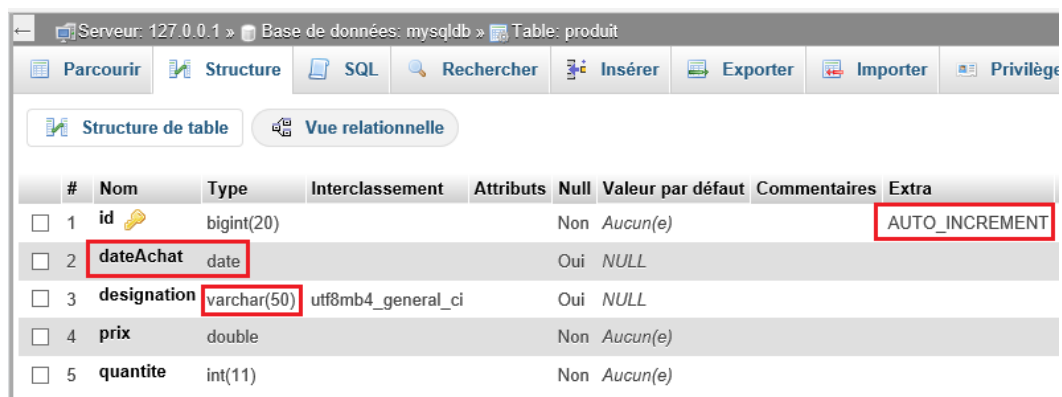 ← Serveur: 127.0.0.1 » Base de données: mysqldb » Table: produit
Parcourir Structure SQL Rechercher Insérer Exporter Importer Privilège
Structure de table Vue relationnelle
# Nom Type Interclassement Attributs Null Valeur par défaut Commentaires Extra
1 id bigint(20) Non Aucun(e) AUTO_INCREMENT
2 dateAchat date Oui NULL
3 designation varchar(50) utf8mb4_general_ci Oui NULL
4 prix double Non Aucun(e)
5 quantite int(11) Non Aucun(e)